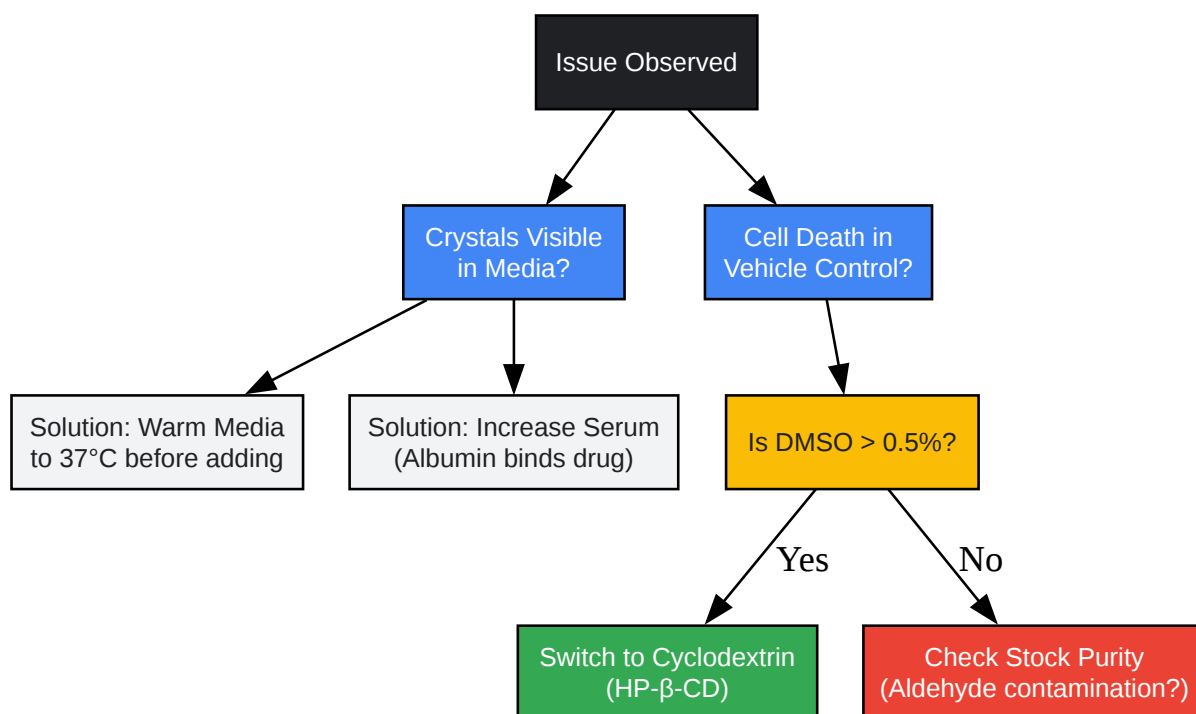 Issue Observed
Crystals Visible
in Media?
Cell Death in
Vehicle Control?
Solution: Warm Media
to 37°C before adding
Solution: Increase Serum
(Albumin binds drug)
Is DMSO > 0.5%?
Yes
No
Switch to Cyclodextrin
(HP-β-CD)
Check Stock Purity
(Aldehyde contamination?)